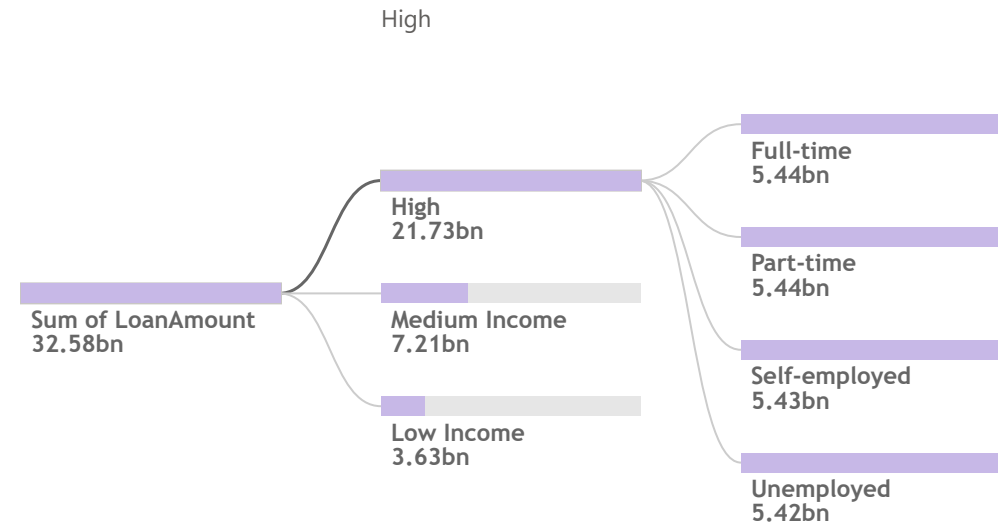 High
Sum of LoanAmount
32.58bn
High
21.73bn
Medium Income
7.21bn
Low Income
3.63bn
Full-time
5.44bn
Part-time
5.44bn
Self-employed
5.43bn
Unemployed
5.42bn